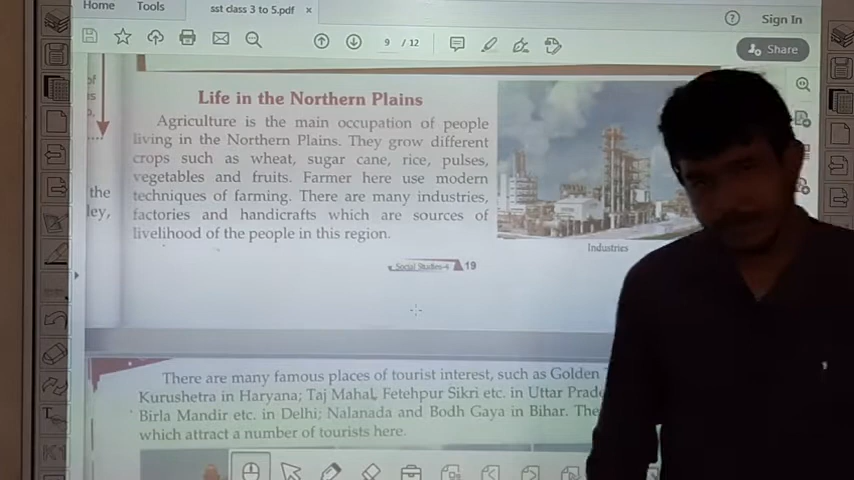 Home Tools sst class 3 to 5.pdf × Sign In
9 / 12 Share
of
Life in the Northern Plains
Agriculture is the main occupation of people
living in the Northern Plains. They grow different
crops such as wheat, sugar cane, rice, pulses,
vegetables and fruits. Farmer here use modern
the techniques of farming. There are many industries,
ley, factories and handicrafts which are sources of
livelihood of the people in this region.
Industries
Social Studies-4 19
There are many famous places of tourist interest, such as Golden
Kurushetra in Haryana; Taj Mahal, Fetehpur Sikri etc. in Uttar Prade
Birla Mandir etc. in Delhi; Nalanada and Bodh Gaya in Bihar. The
which attract a number of tourists here.